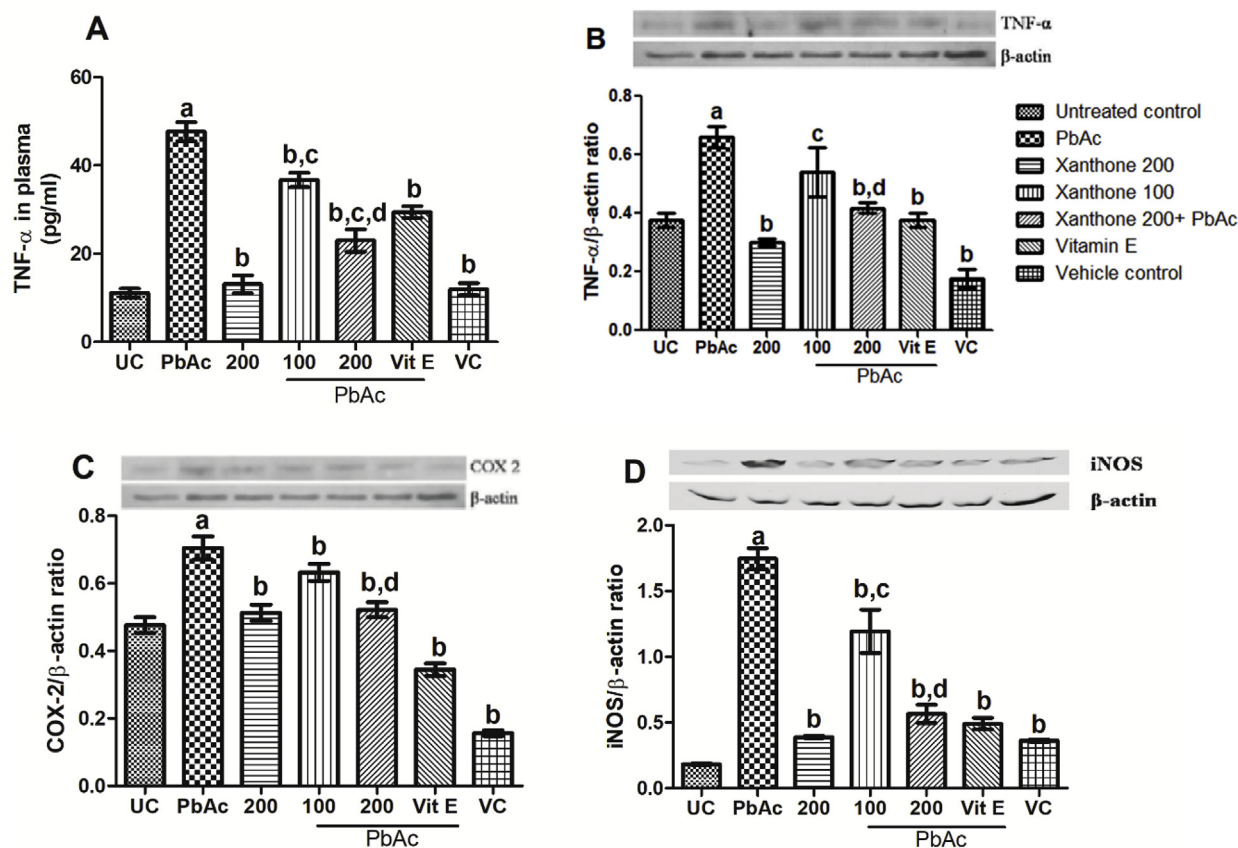 A
TNF-α in plasma
(pg/ml)
60
40
20
0
a
b
b,c
b,c,d
b
b
UC PbAc 200 100 200 Vit E VC
PbAc
B
TNF-α
β-actin
TNF-α/β-actin ratio
0.8
0.6
0.4
0.2
0.0
a
b
c
b,d
b
b
UC PbAc 200 100 200 Vit E VC
PbAc
Untreated control
PbAc
Xanthone 200
Xanthone 100
Xanthone 200+ PbAc
Vitamin E
Vehicle control
C
COX 2
β-actin
COX-2/β-actin ratio
0.8
0.6
0.4
0.2
0.0
a
b
b
b,d
b
b
UC PbAc 200 100 200 Vit E VC
PbAc
D
iNOS
β-actin
iNOS/β-actin ratio
2.0
1.5
1.0
0.5
0.0
a
b
b,c
b,d
b
b
UC PbAc 200 100 200 Vit E VC
PbAc